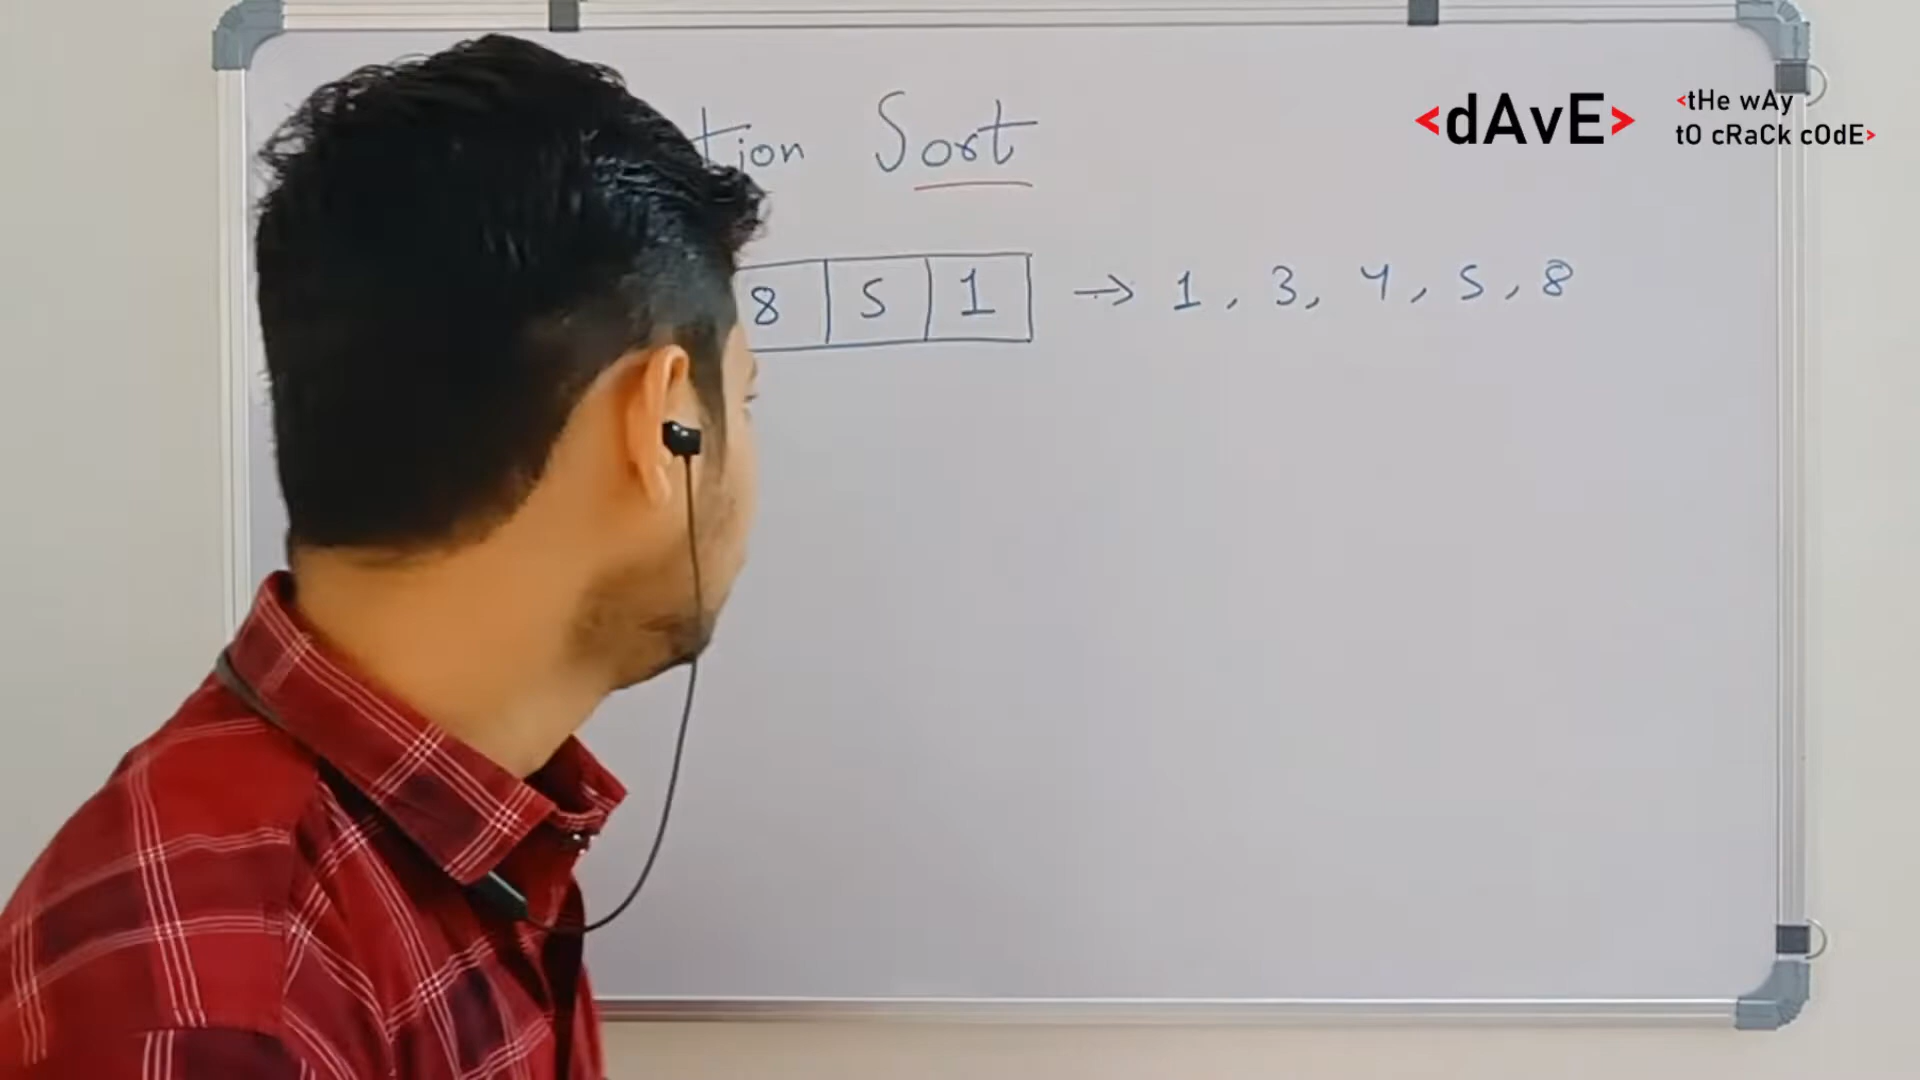 tion Sort
8 5 1 → 1, 3, 4, 5, 8
<dAvE>
<tHe wAy
tO cRaCk cOdE>